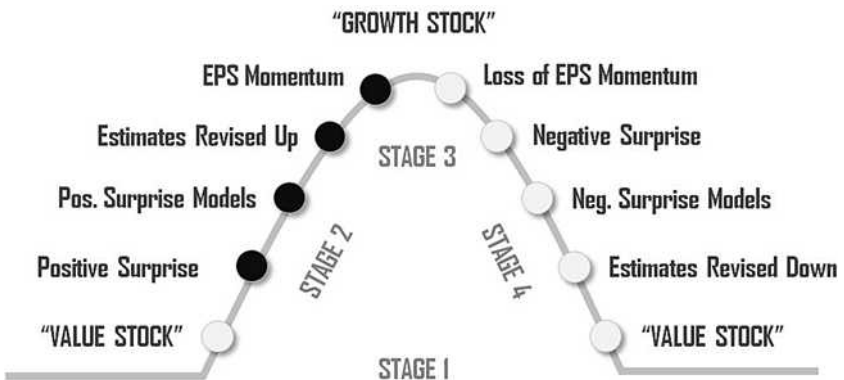 “GROWTH STOCK”
EPS Momentum
Loss of EPS Momentum
Estimates Revised Up
Negative Surprise
STAGE 3
Pos. Surprise Models
Neg. Surprise Models
STAGE 2
STAGE 4
Positive Surprise
Estimates Revised Down
“VALUE STOCK”
“VALUE STOCK”
STAGE 1